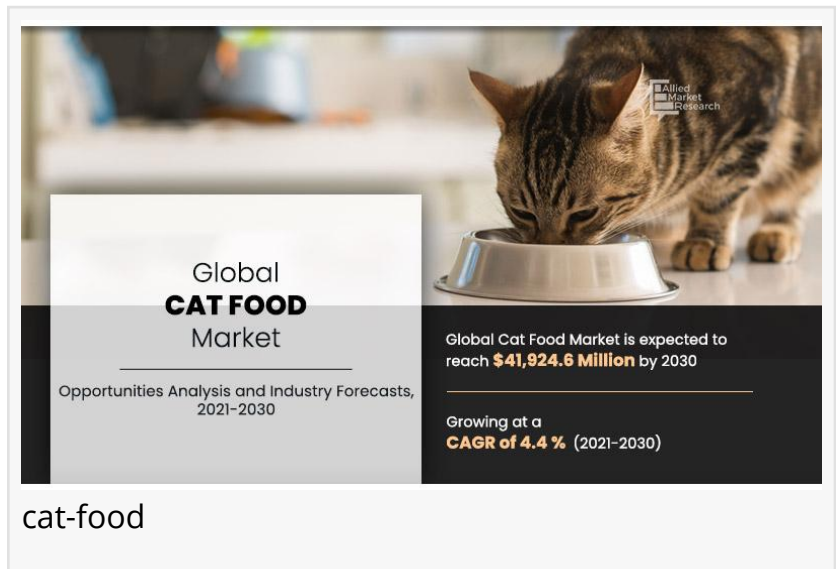 Allied
Market
Research
Global
CAT FOOD
Market
Opportunities Analysis and Industry Forecasts,
2021-2030
Global Cat Food Market is expected to
reach $41,924.6 Million by 2030
Growing at a
CAGR of 4.4 % (2021-2030)
cat-food